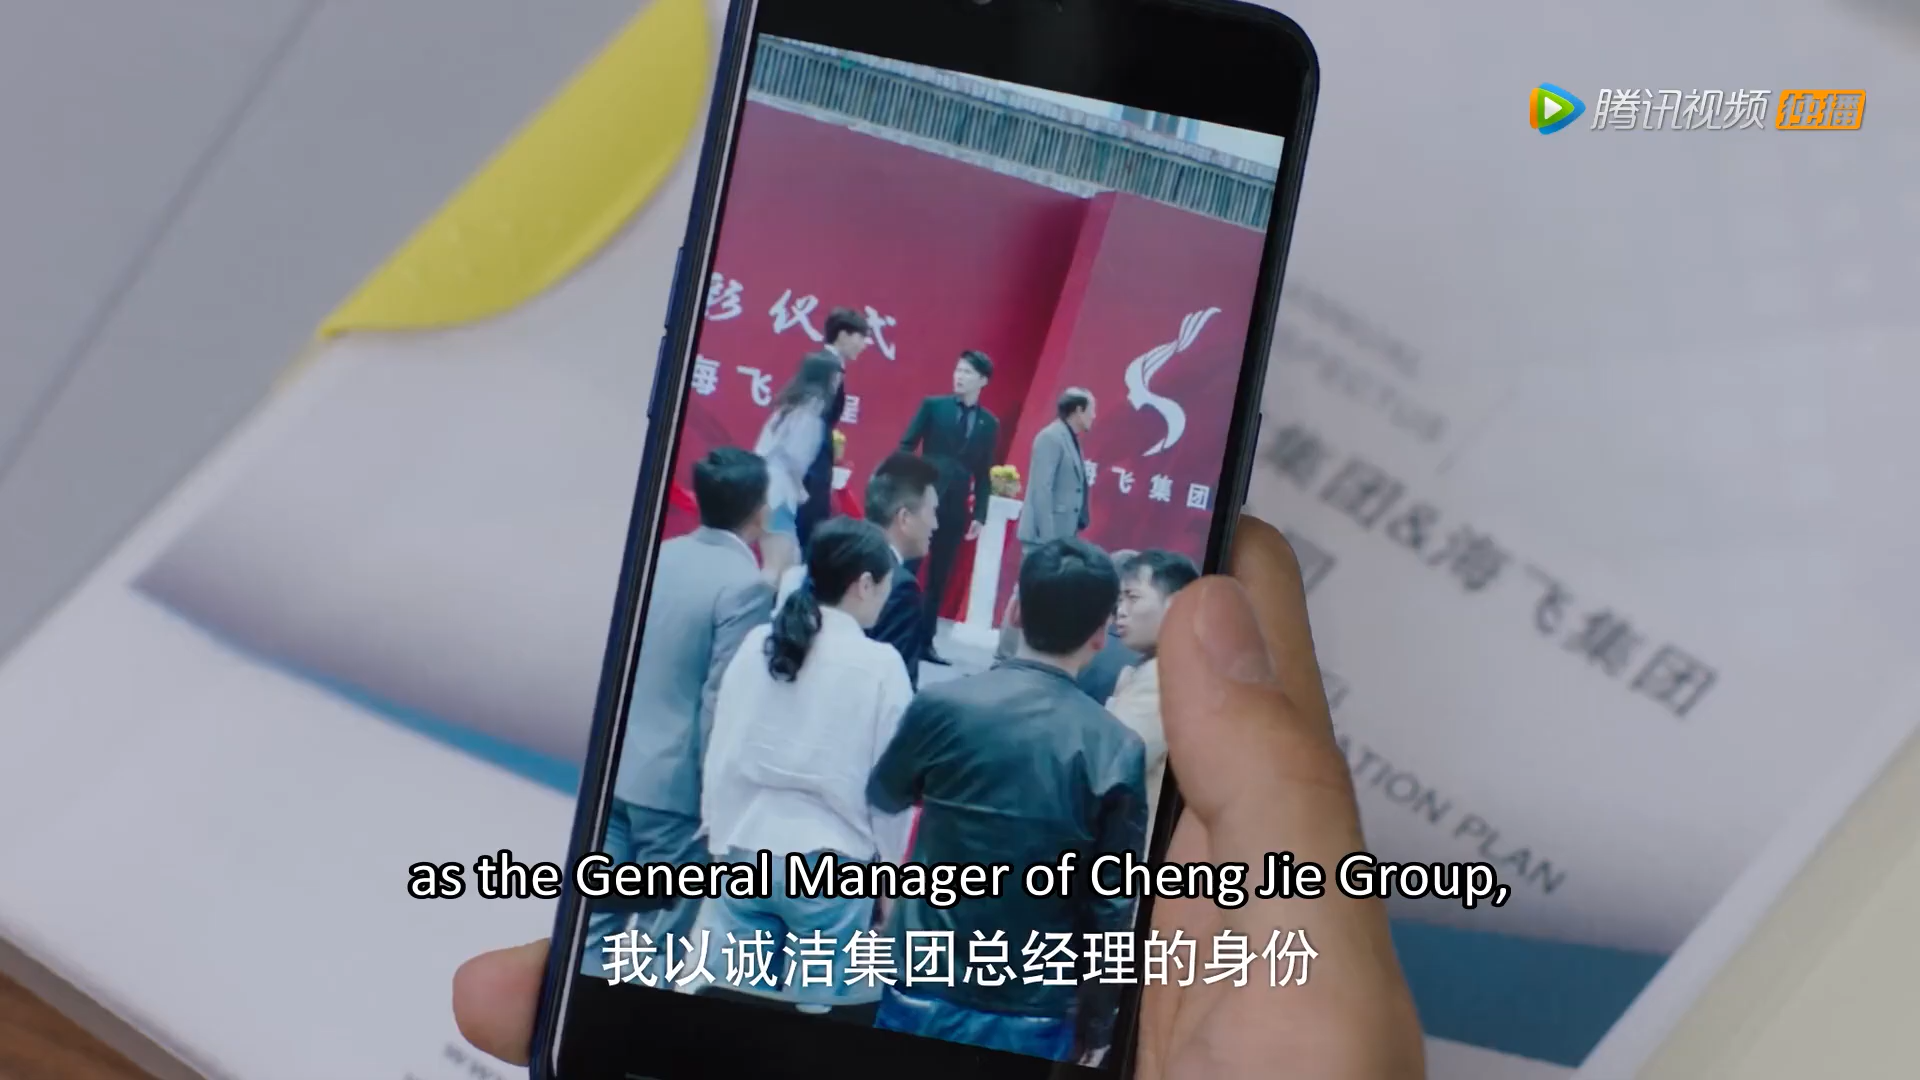 腾讯视频 独播
彩仪式
海飞
呈
海飞集团
集团&海飞集团
ATION PLAN
as the General Manager of Cheng Jie Group,
我以诚洁集团总经理的身份